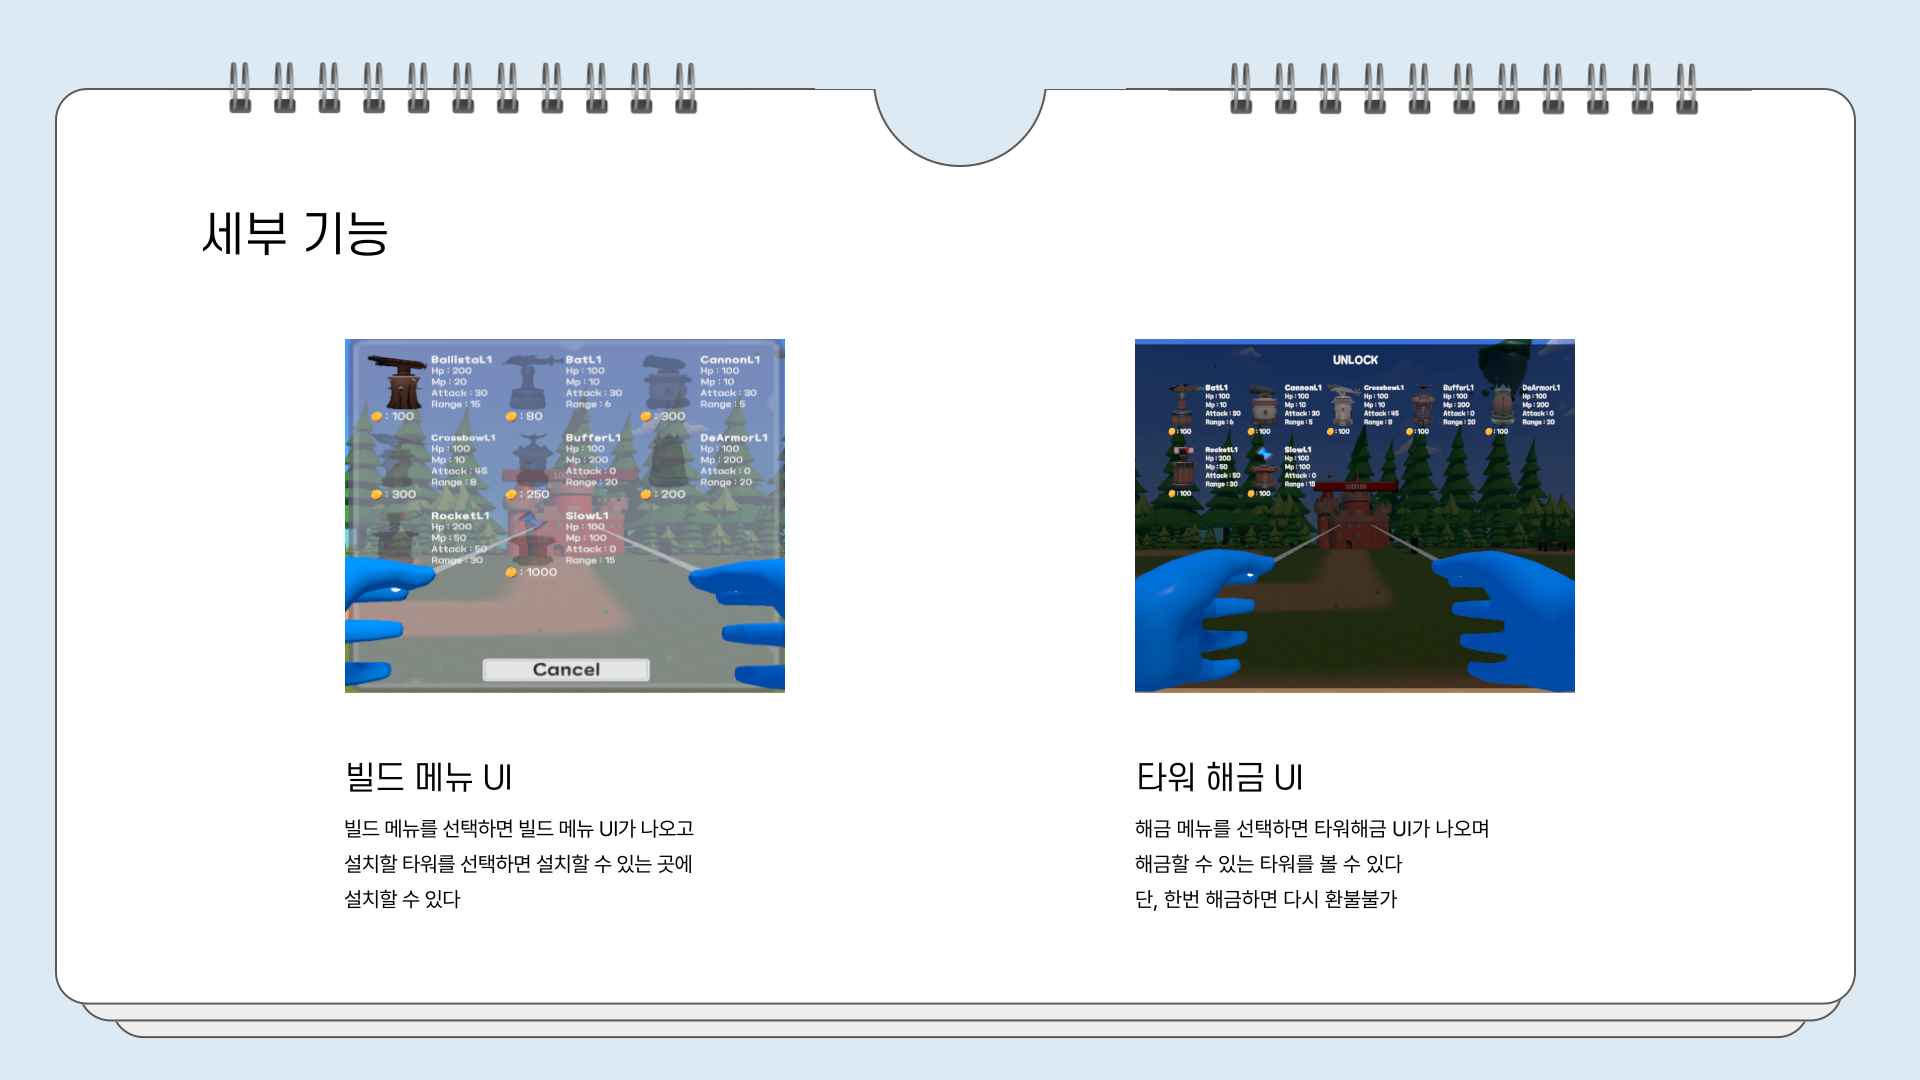 세부 기능
BallistaL1
Hp : 200
Mp : 20
Attack : 30
Range : 15
: 100
BatL1
Hp : 100
Mp : 10
Attack : 30
Range : 6
: 80
CannonL1
Hp : 100
Mp : 10
Attack : 30
Range : 5
: 300
CrossbowL1
Hp : 100
Mp : 10
Attack : 45
Range : 8
: 300
BufferL1
Hp : 100
Mp : 200
Attack : 0
Range : 20
: 250
DeArmorL1
Hp : 100
Mp : 200
Attack : 0
Range : 20
: 200
RocketL1
Hp : 200
Mp : 50
Attack : 50
Range : 30
SlowL1
Hp : 100
Mp : 100
Attack : 0
Range : 15
: 1000
Cancel
UNLOCK
BatL1
Hp : 100
Mp : 10
Attack : 30
Range : 6
: 100
CannonL1
Hp : 100
Mp : 10
Attack : 30
Range : 5
: 100
CrossbowL1
Hp : 100
Mp : 10
Attack : 45
Range : 8
: 100
BufferL1
Hp : 100
Mp : 200
Attack : 0
Range : 20
: 100
DeArmorL1
Hp : 100
Mp : 200
Attack : 0
Range : 20
: 100
RocketL1
Hp : 200
Mp : 50
Attack : 50
Range : 30
: 100
SlowL1
Hp : 100
Mp : 100
Attack : 0
Range : 15
: 100
빌드 메뉴 UI
빌드 메뉴를 선택하면 빌드 메뉴 UI가 나오고
설치할 타워를 선택하면 설치할 수 있는 곳에
설치할 수 있다
타워 해금 UI
해금 메뉴를 선택하면 타워해금 UI가 나오며
해금할 수 있는 타워를 볼 수 있다
단, 한번 해금하면 다시 환불불가